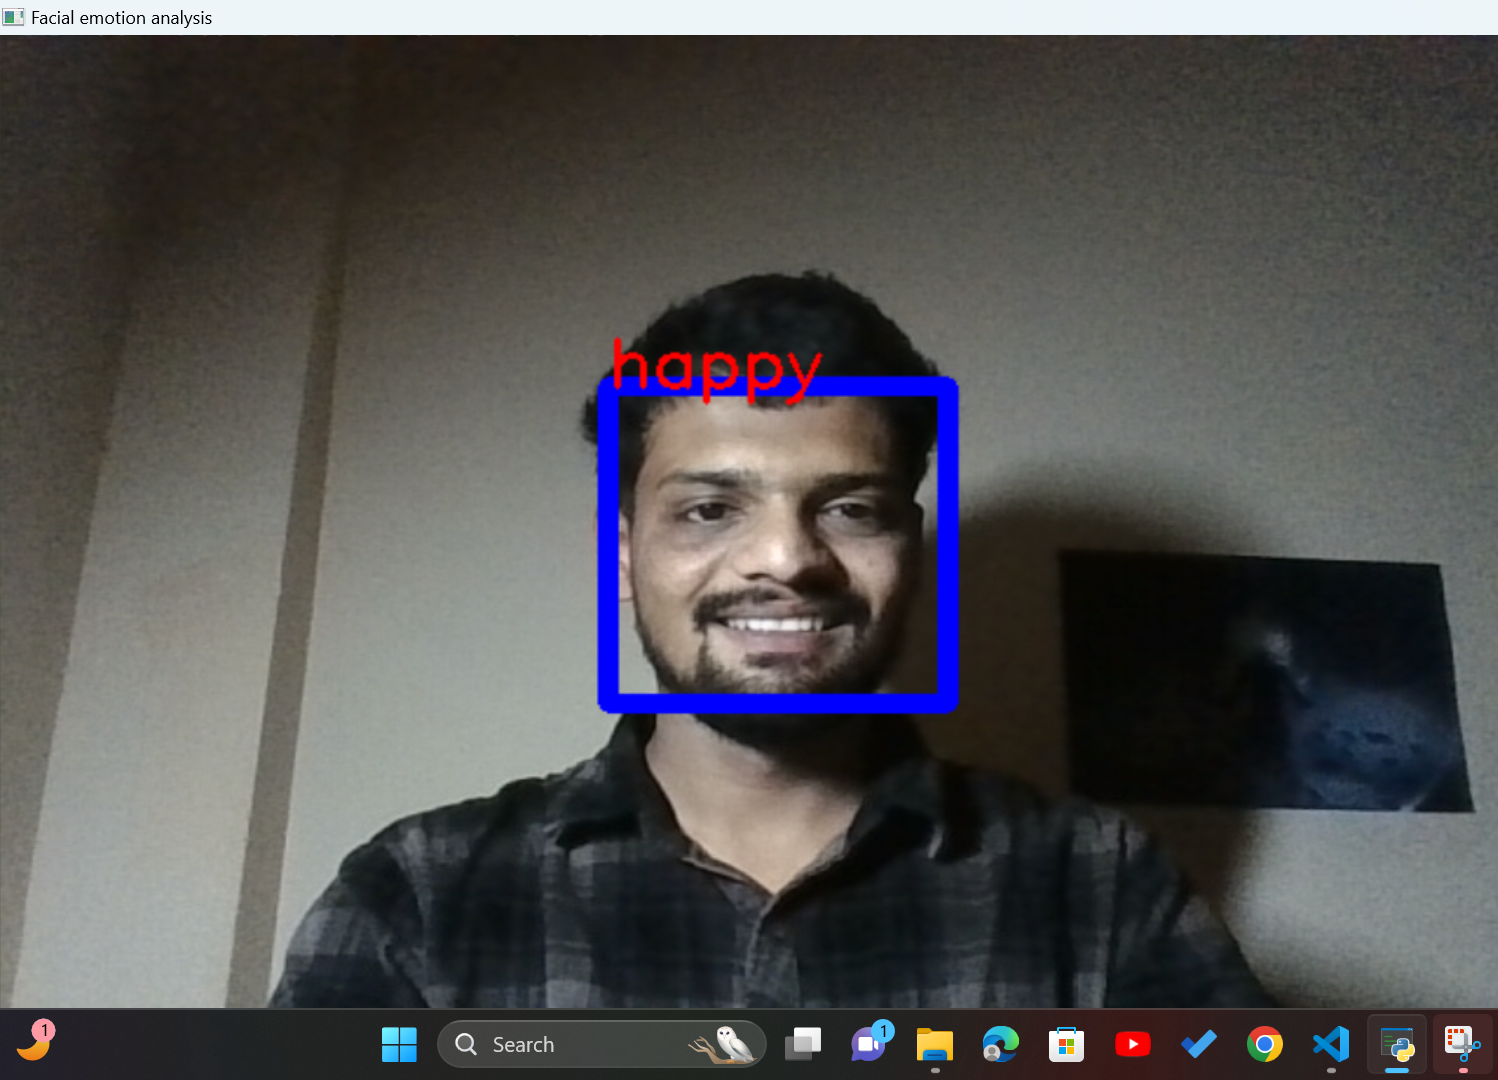 Facial emotion analysis
happy
1
Search
1